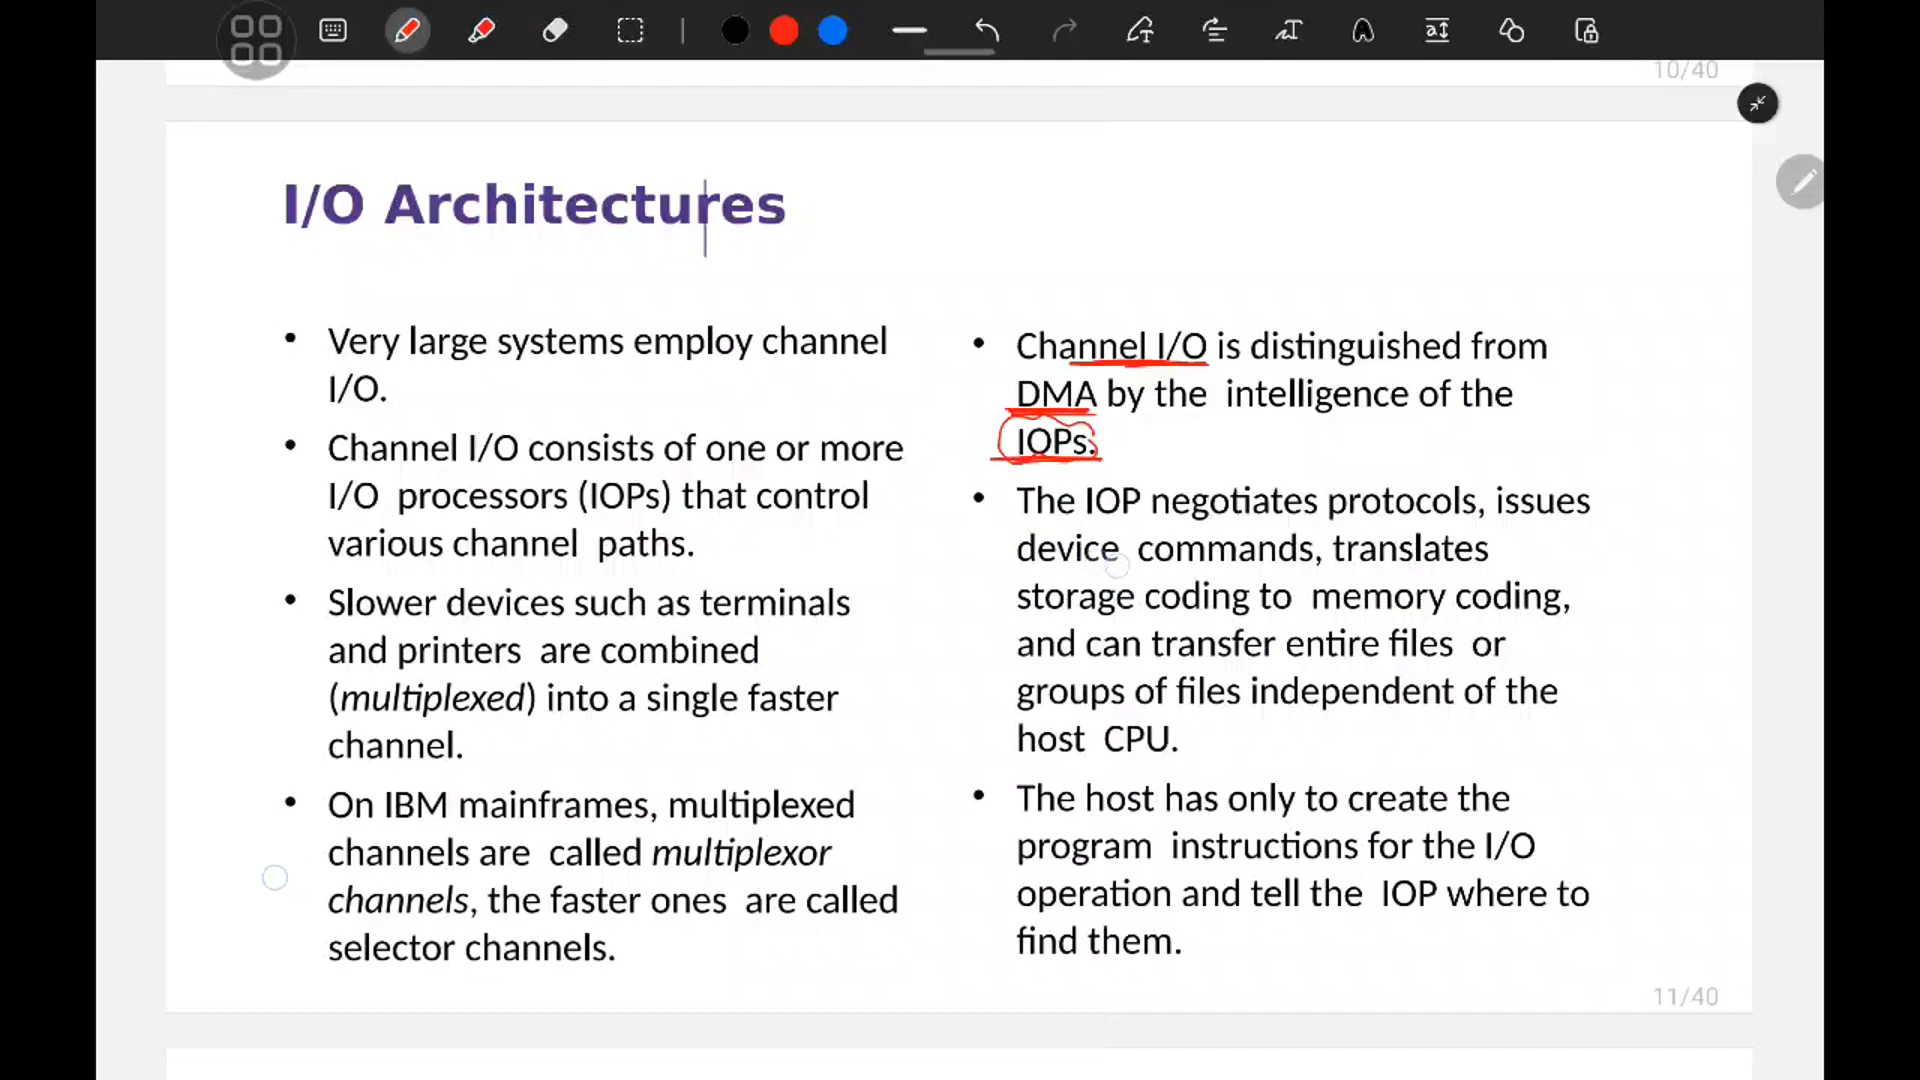 10/40
I/O Architectures
• Very large systems employ channel
I/O.
• Channel I/O consists of one or more
I/O processors (IOPs) that control
various channel paths.
• Slower devices such as terminals
and printers are combined
(multiplexed) into a single faster
channel.
• On IBM mainframes, multiplexed
channels are called multiplexor
channels, the faster ones are called
selector channels.
• Channel I/O is distinguished from
DMA by the intelligence of the
IOPs.
• The IOP negotiates protocols, issues
device commands, translates
storage coding to memory coding,
and can transfer entire files or
groups of files independent of the
host CPU.
• The host has only to create the
program instructions for the I/O
operation and tell the IOP where to
find them.
11/40